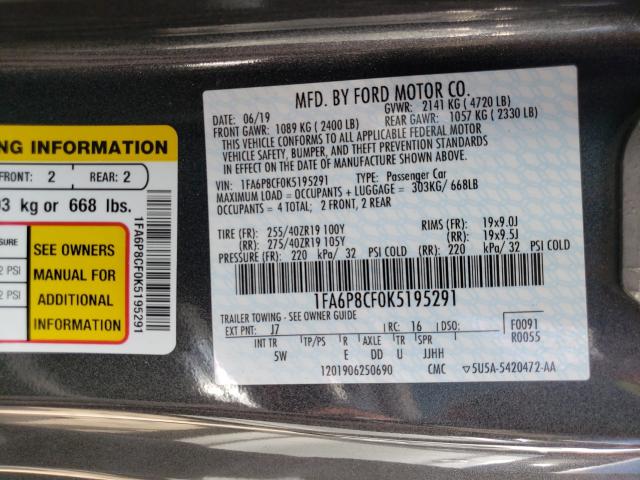 NG INFORMATION
FRONT: 2 REAR: 2
03 kg or 668 lbs.
SURE
2 PSI
2 PSI
SEE OWNERS
MANUAL FOR
ADDITIONAL
INFORMATION
1FA6P8CF0K5195291
MFD. BY FORD MOTOR CO.
DATE: 06/19 GVWR: 2141 KG ( 4720 LB)
FRONT GAWR: 1089 KG ( 2400 LB) REAR GAWR: 1057 KG ( 2330 LB)
THIS VEHICLE CONFORMS TO ALL APPLICABLE FEDERAL MOTOR
VEHICLE SAFETY, BUMPER, AND THEFT PREVENTION STANDARDS
IN EFFECT ON THE DATE OF MANUFACTURE SHOWN ABOVE.
VIN: 1FA6P8CF0K5195291 TYPE: Passenger Car
MAXIMUM LOAD = OCCUPANTS + LUGGAGE = 303KG/ 668LB
OCCUPANTS = 4 TOTAL; 2 FRONT, 2 REAR
TIRE (FR): 255/40ZR19 100Y RIMS (FR): 19x9.0J
(RR): 275/40ZR19 105Y (RR): 19x9.5J
PRESSURE (FR): 220 kPa/ 32 PSI COLD (RR): 220 kPa/ 32 PSI COLD
1FA6P8CF0K5195291
TRAILER TOWING - SEE OWNER GUIDE
EXT PNT: J7 RC: 16 DSO: F0091
R0055
INT TR TP/PS R AXLE TR SPR
5W E DD U JJHH
1201906250690 CMC ▽5U5A-5420472-AA